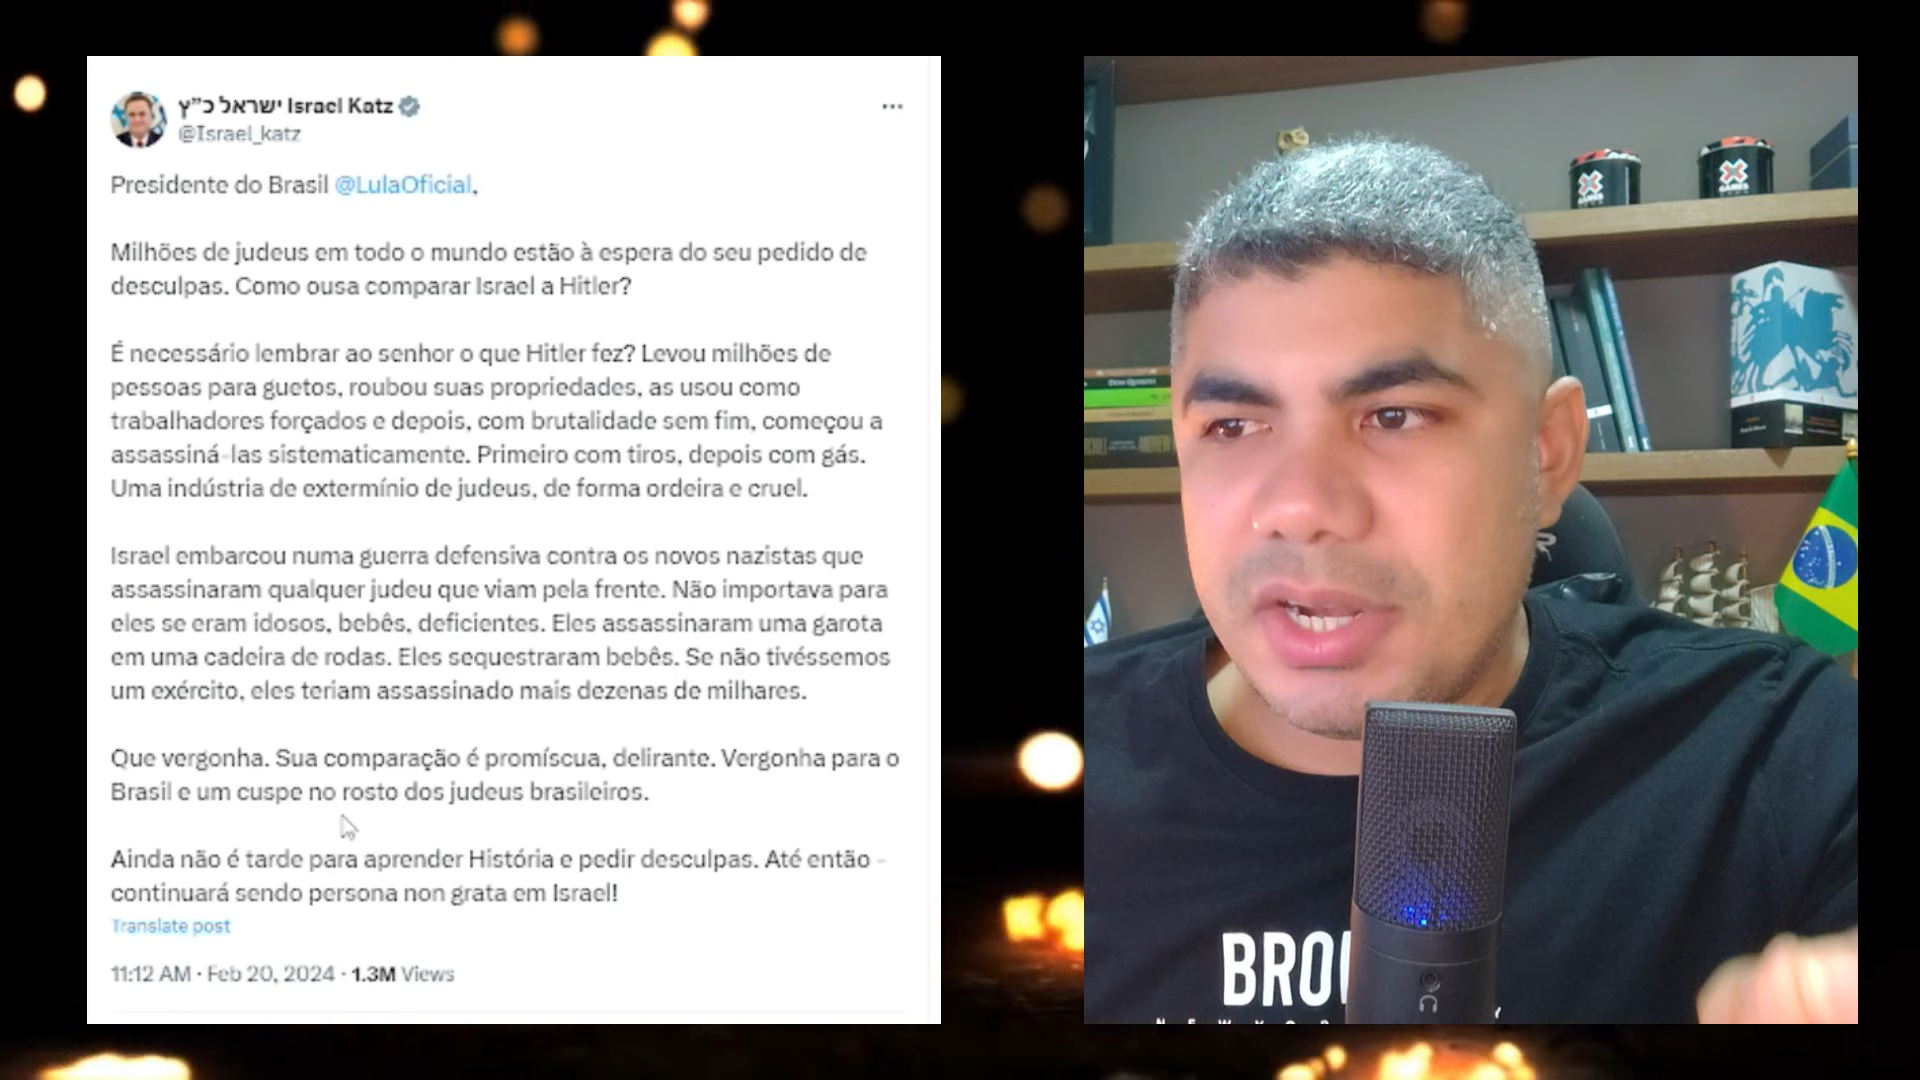 ישראל כ”ץ Israel Katz
@Israel_katz
Presidente do Brasil @LulaOficial,
Milhões de judeus em todo o mundo estão à espera do seu pedido de
desculpas. Como ousa comparar Israel a Hitler?
É necessário lembrar ao senhor o que Hitler fez? Levou milhões de
pessoas para guetos, roubou suas propriedades, as usou como
trabalhadores forçados e depois, com brutalidade sem fim, começou a
assassiná-las sistematicamente. Primeiro com tiros, depois com gás.
Uma indústria de extermínio de judeus, de forma ordeira e cruel.
Israel embarcou numa guerra defensiva contra os novos nazistas que
assassinaram qualquer judeu que viam pela frente. Não importava para
eles se eram idosos, bebês, deficientes. Eles assassinaram uma garota
em uma cadeira de rodas. Eles sequestraram bebês. Se não tivéssemos
um exército, eles teriam assassinado mais dezenas de milhares.
Que vergonha. Sua comparação é promíscua, delirante. Vergonha para o
Brasil e um cuspe no rosto dos judeus brasileiros.
Ainda não é tarde para aprender História e pedir desculpas. Até então -
continuará sendo persona non grata em Israel!
Translate post
11:12 AM · Feb 20, 2024 · 1.3M Views
X GAMES
X GAMES
DOM QUIXOTE
BRO